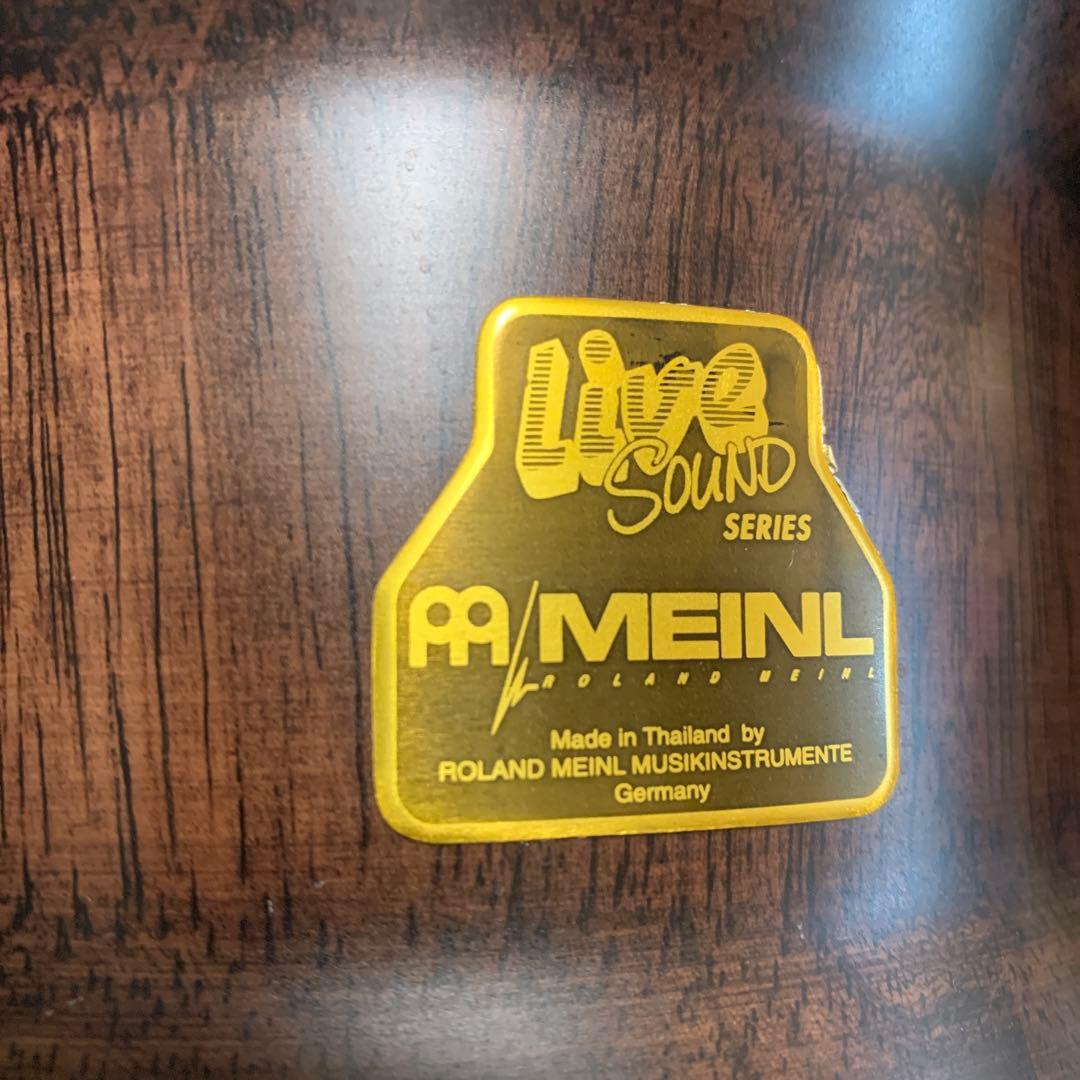 Live
SOUND
SERIES
MEINL
ROLAND MEINL
Made in Thailand by
ROLAND MEINL MUSIKINSTRUMENTE
Germany